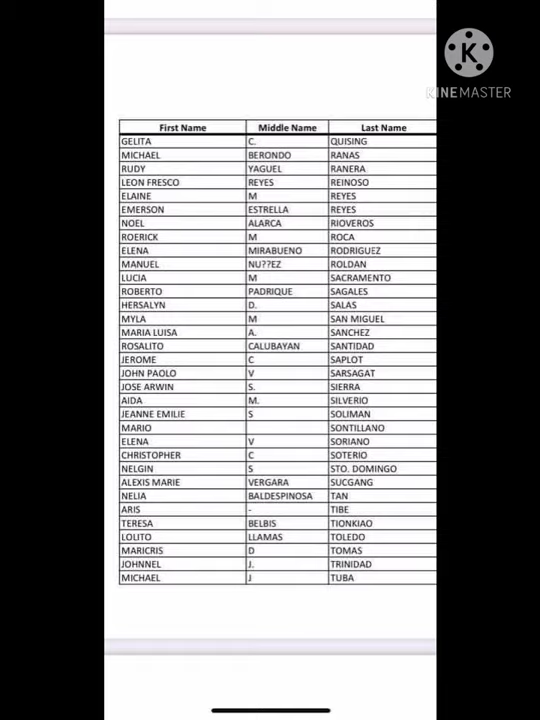 KINEMASTER
First Name Middle Name Last Name
GELITA C. QUISING
MICHAEL BERONDO RANAS
RUDY YAGUEL RANERA
LEON FRESCO REYES REINOSO
ELAINE M REYES
EMERSON ESTRELLA REYES
NOEL ALARCA RIOVEROS
ROERICK M ROCA
ELENA MIRABUENO RODRIGUEZ
MANUEL NU??EZ ROLDAN
LUCIA M SACRAMENTO
ROBERTO PADRIQUE SAGALES
HERSALYN D. SALAS
MYLA M SAN MIGUEL
MARIA LUISA A. SANCHEZ
ROSALITO CALUBAYAN SANTIDAD
JEROME C SAPLOT
JOHN PAOLO V SARSAGAT
JOSE ARWIN S. SIERRA
AIDA M. SILVERIO
JEANNE EMILIE S SOLIMAN
MARIO SONTILLANO
ELENA V SORIANO
CHRISTOPHER C SOTERIO
NELGIN S STO. DOMINGO
ALEXIS MARIE VERGARA SUCGANG
NELIA BALDESPINOSA TAN
ARIS - TIBE
TERESA BELBIS TIONKIAO
LOLITO LLAMAS TOLEDO
MARICRIS D TOMAS
JOHNNEL J. TRINIDAD
MICHAEL J TUBA